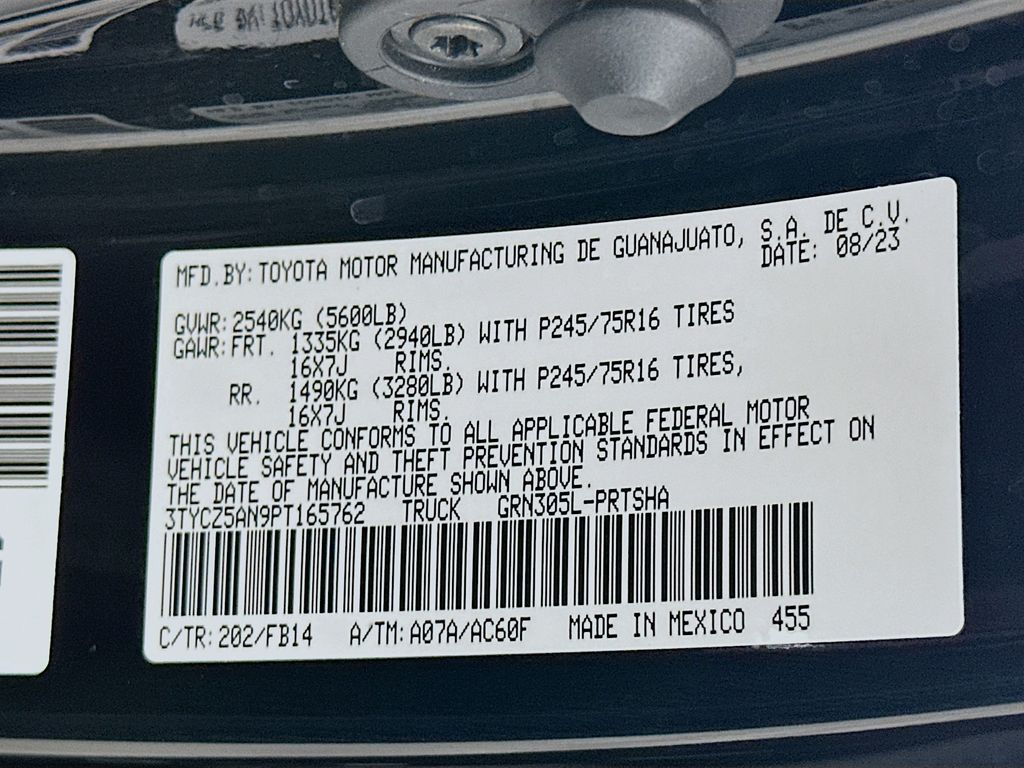 MFD.BY: TOYOTA MOTOR MANUFACTURING DE GUANAJUATO, S.A. DE C.V.
DATE: 08/23
GVWR: 2540KG (5600LB)
GAWR: FRT. 1335KG (2940LB) WITH P245/75R16 TIRES
16X7J RIMS.
RR. 1490KG (3280LB) WITH P245/75R16 TIRES,
16X7J RIMS.
THIS VEHICLE CONFORMS TO ALL APPLICABLE FEDERAL MOTOR
VEHICLE SAFETY AND THEFT PREVENTION STANDARDS IN EFFECT ON
THE DATE OF MANUFACTURE SHOWN ABOVE.
3TYCZ5AN9PT165762 TRUCK GRN305L-PRTSHA
C/TR: 202/FB14 A/TM: A07A/AC60F MADE IN MEXICO 455